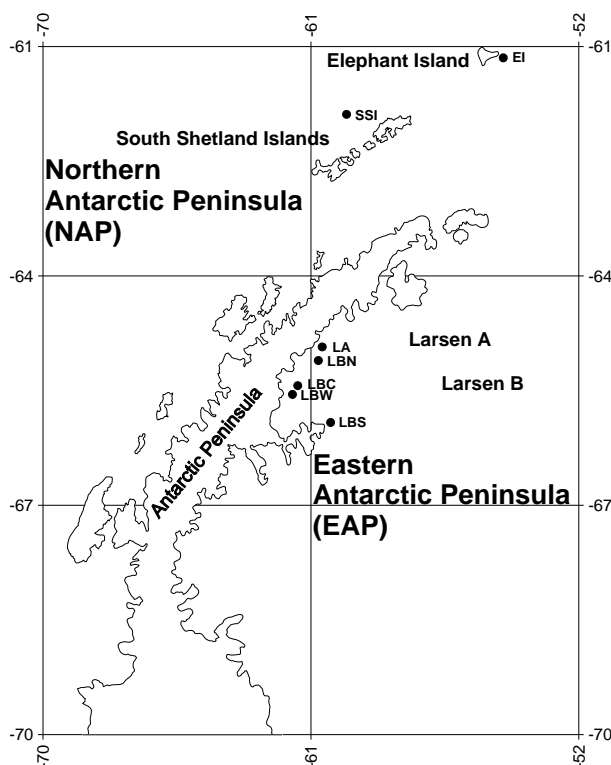 -70
-61
-52
-61
-61
Elephant Island
EI
SSI
South Shetland Islands
Northern
Antarctic Peninsula
(NAP)
-64
-64
LA
Larsen A
LBN
LBC
Larsen B
LBW
LBS
Antarctic Peninsula
Eastern
Antarctic Peninsula
(EAP)
-67
-67
-70
-70
-70
-61
-52